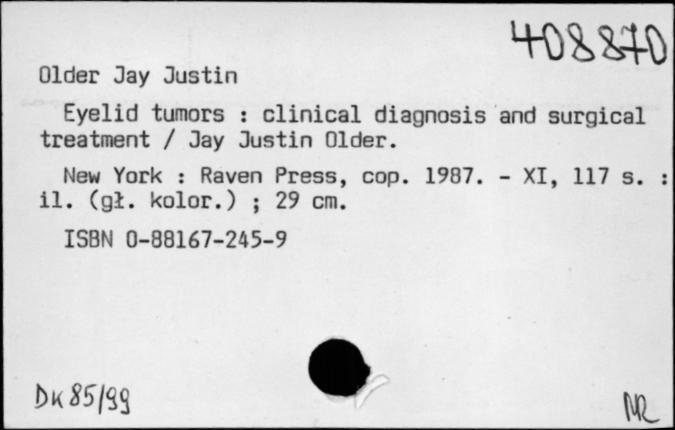 408870
Older Jay Justin
Eyelid tumors : clinical diagnosis and surgical
treatment / Jay Justin Older.
New York : Raven Press, cop. 1987. - XI, 117 s. :
il. (gł. kolor.) ; 29 cm.
ISBN 0-88167-245-9
DK 85/99